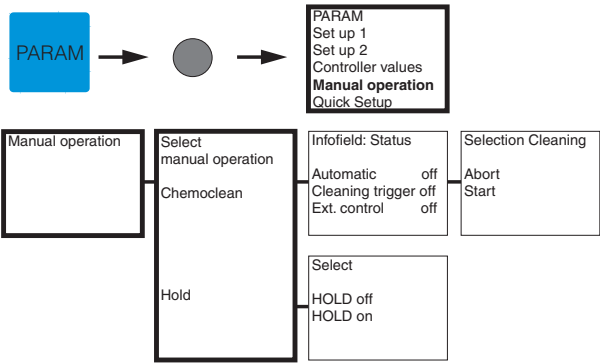 PARAM
PARAM
Set up 1
Set up 2
Controller values
Manual operation
Quick Setup
Manual operation
Select
manual operation
Chemoclean
Hold
Infofield: Status
Automatic off
Cleaning trigger off
Ext. control off
Selection Cleaning
Abort
Start
Select
HOLD off
HOLD on